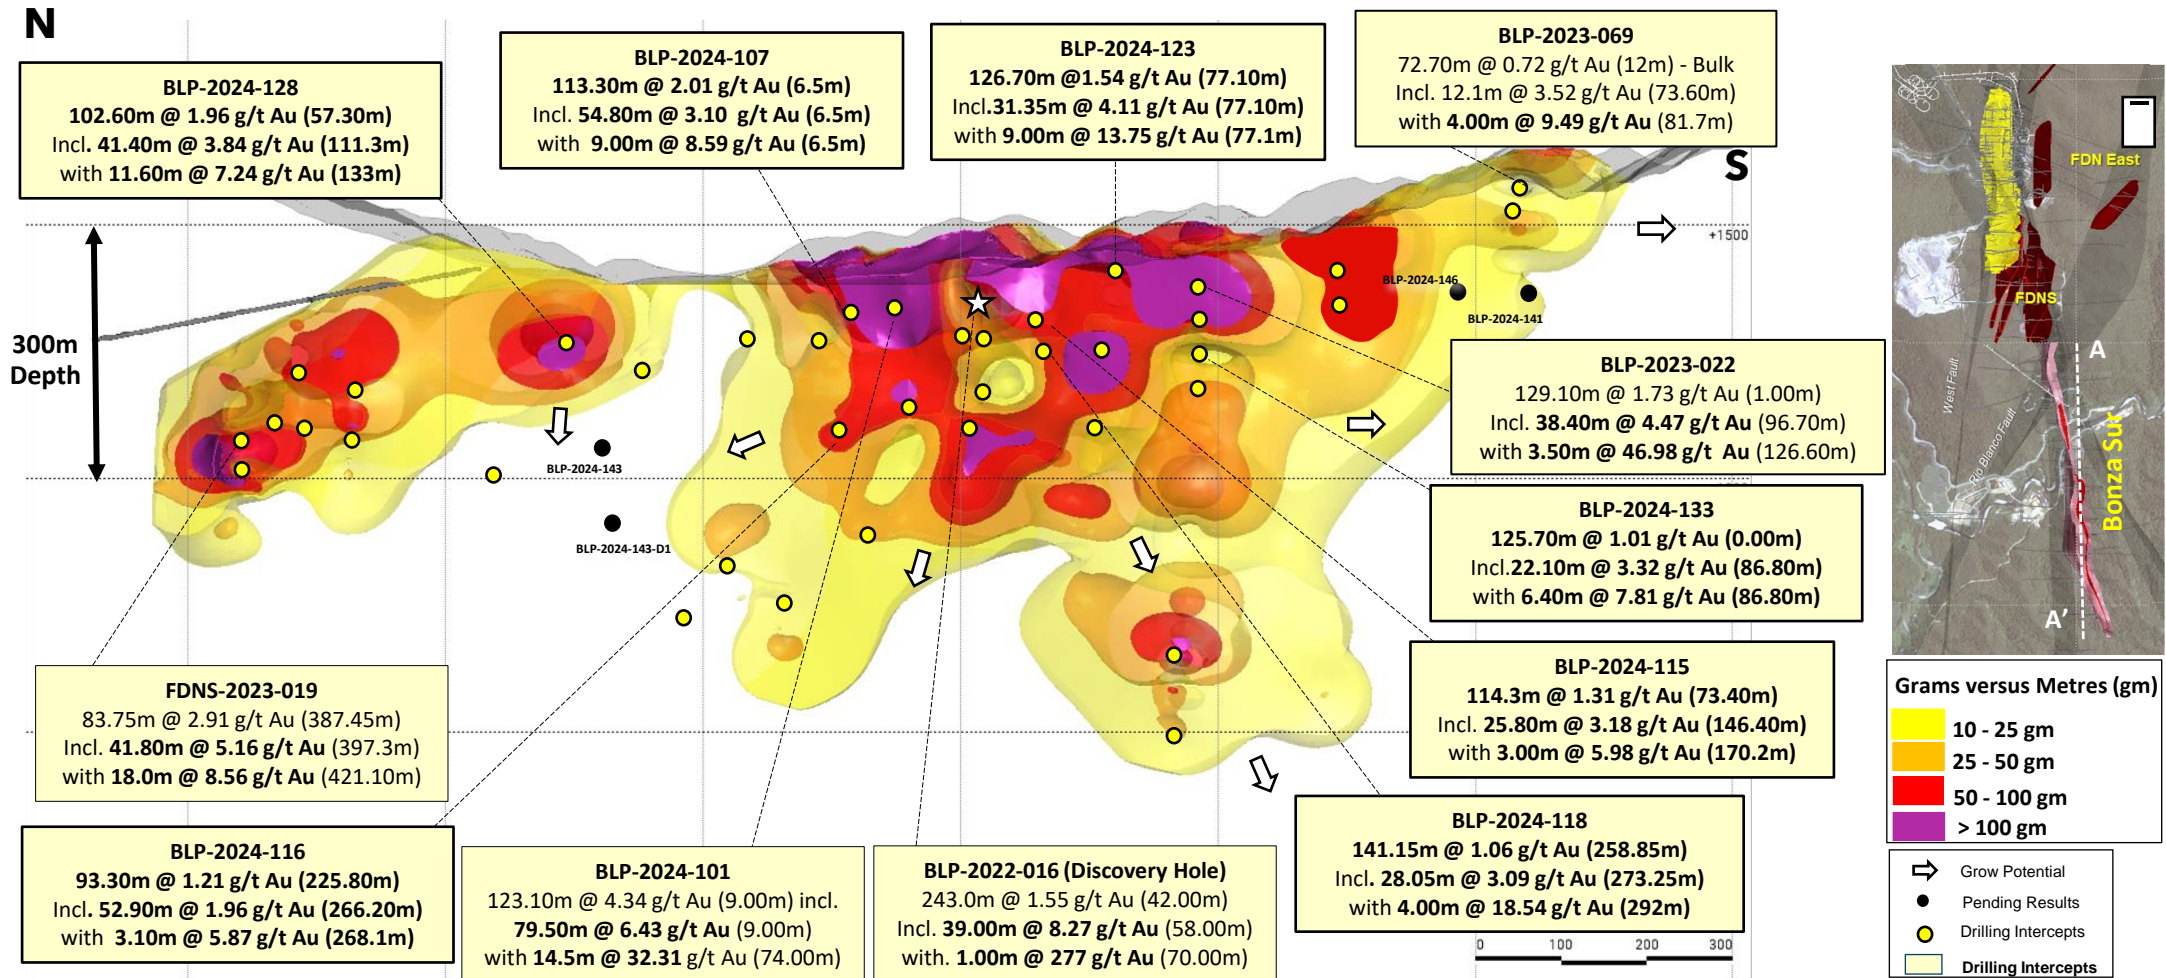 N
BLP-2024-128
102.60m @ 1.96 g/t Au (57.30m)
Incl. 41.40m @ 3.84 g/t Au (111.3m)
with 11.60m @ 7.24 g/t Au (133m)
BLP-2024-107
113.30m @ 2.01 g/t Au (6.5m)
Incl. 54.80m @ 3.10 g/t Au (6.5m)
with 9.00m @ 8.59 g/t Au (6.5m)
BLP-2024-123
126.70m @1.54 g/t Au (77.10m)
Incl.31.35m @ 4.11 g/t Au (77.10m)
with 9.00m @ 13.75 g/t Au (77.1m)
BLP-2023-069
72.70m @ 0.72 g/t Au (12m) - Bulk
Incl. 12.1m @ 3.52 g/t Au (73.60m)
with 4.00m @ 9.49 g/t Au (81.7m)
S
+1500
300m
Depth
BLP-2024-146
BLP-2024-141
BLP-2024-143
BLP-2024-143-D1
BLP-2023-022
129.10m @ 1.73 g/t Au (1.00m)
Incl. 38.40m @ 4.47 g/t Au (96.70m)
with 3.50m @ 46.98 g/t Au (126.60m)
BLP-2024-133
125.70m @ 1.01 g/t Au (0.00m)
Incl.22.10m @ 3.32 g/t Au (86.80m)
with 6.40m @ 7.81 g/t Au (86.80m)
BLP-2024-115
114.3m @ 1.31 g/t Au (73.40m)
Incl. 25.80m @ 3.18 g/t Au (146.40m)
with 3.00m @ 5.98 g/t Au (170.2m)
BLP-2024-118
141.15m @ 1.06 g/t Au (258.85m)
Incl. 28.05m @ 3.09 g/t Au (273.25m)
with 4.00m @ 18.54 g/t Au (292m)
FDNS-2023-019
83.75m @ 2.91 g/t Au (387.45m)
Incl. 41.80m @ 5.16 g/t Au (397.3m)
with 18.0m @ 8.56 g/t Au (421.10m)
BLP-2024-116
93.30m @ 1.21 g/t Au (225.80m)
Incl. 52.90m @ 1.96 g/t Au (266.20m)
with 3.10m @ 5.87 g/t Au (268.1m)
BLP-2024-101
123.10m @ 4.34 g/t Au (9.00m) incl.
79.50m @ 6.43 g/t Au (9.00m)
with 14.5m @ 32.31 g/t Au (74.00m)
BLP-2022-016 (Discovery Hole)
243.0m @ 1.55 g/t Au (42.00m)
Incl. 39.00m @ 8.27 g/t Au (58.00m)
with. 1.00m @ 277 g/t Au (70.00m)
0 100 200 300
FDN East
FDNS
A
West Fault
Rio Blanco Fault
Bonza Sur
A'
Grams versus Metres (gm)
10 - 25 gm
25 - 50 gm
50 - 100 gm
> 100 gm
Grow Potential
Pending Results
Drilling Intercepts
Drilling Intercepts